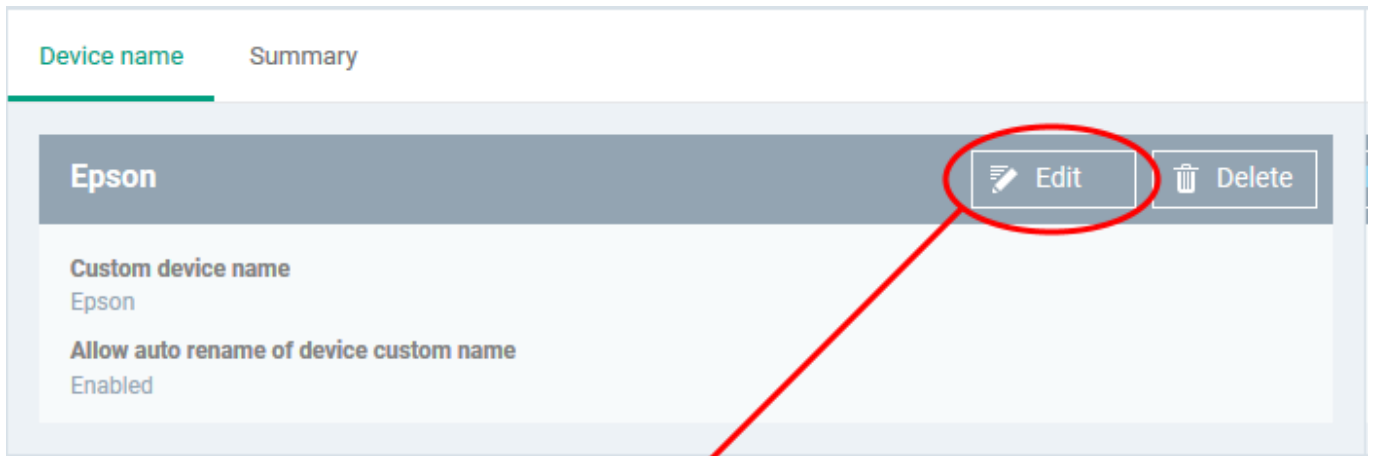 Device name Summary
Epson Edit Delete
Custom device name
Epson
Allow auto rename of device custom name
Enabled